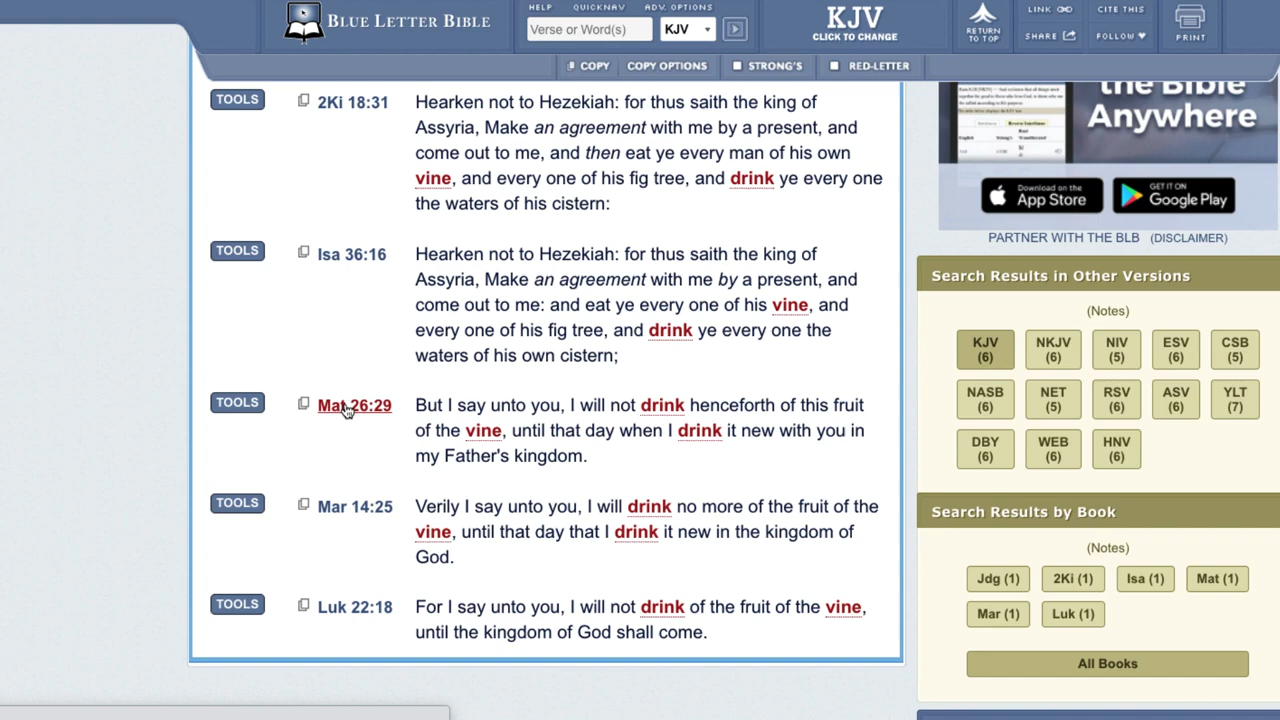 BLUE LETTER BIBLE
HELP QUICKNAV ADV. OPTIONS
Verse or Word(s) KJV
KJV
CLICK TO CHANGE
RETURN
TO TOP
LINK
SHARE
CITE THIS
FOLLOW
PRINT
COPY COPY OPTIONS STRONG'S RED-LETTER
TOOLS 2Ki 18:31 Hearken not to Hezekiah: for thus saith the king of
Assyria, Make an agreement with me by a present, and
come out to me, and then eat ye every man of his own
vine, and every one of his fig tree, and drink ye every one
the waters of his cistern:
TOOLS Isa 36:16 Hearken not to Hezekiah: for thus saith the king of
Assyria, Make an agreement with me by a present, and
come out to me: and eat ye every one of his vine, and
every one of his fig tree, and drink ye every one the
waters of his own cistern;
TOOLS Mat 26:29 But I say unto you, I will not drink henceforth of this fruit
of the vine, until that day when I drink it new with you in
my Father's kingdom.
TOOLS Mar 14:25 Verily I say unto you, I will drink no more of the fruit of the
vine, until that day that I drink it new in the kingdom of
God.
TOOLS Luk 22:18 For I say unto you, I will not drink of the fruit of the vine,
until the kingdom of God shall come.
the Bible
Anywhere
Download on the
App Store
GET IT ON
Google Play
PARTNER WITH THE BLB (DISCLAIMER)
Search Results in Other Versions
(Notes)
KJV (6) NKJV (6) NIV (5) ESV (6) CSB (5)
NASB (6) NET (5) RSV (6) ASV (6) YLT (7)
DBY (6) WEB (6) HNV (6)
Search Results by Book
(Notes)
Jdg (1) 2Ki (1) Isa (1) Mat (1)
Mar (1) Luk (1)
All Books